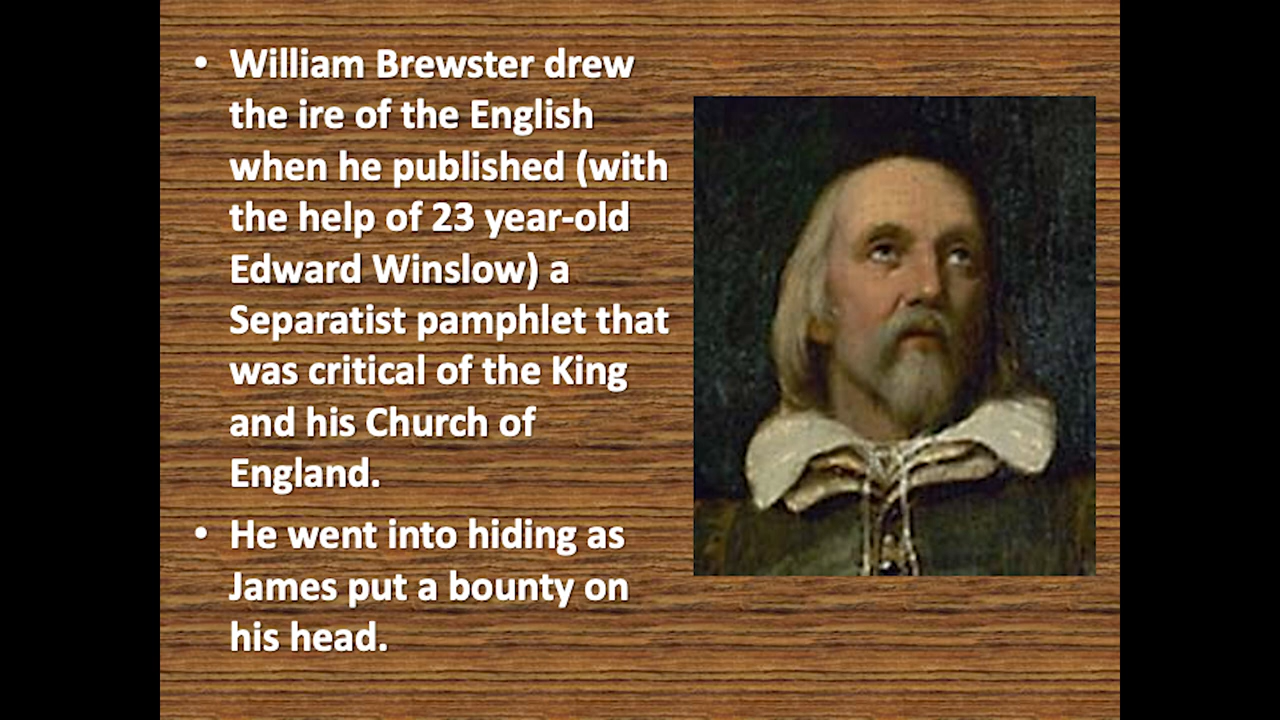 • William Brewster drew
the ire of the English
when he published (with
the help of 23 year-old
Edward Winslow) a
Separatist pamphlet that
was critical of the King
and his Church of
England.
• He went into hiding as
James put a bounty on
his head.